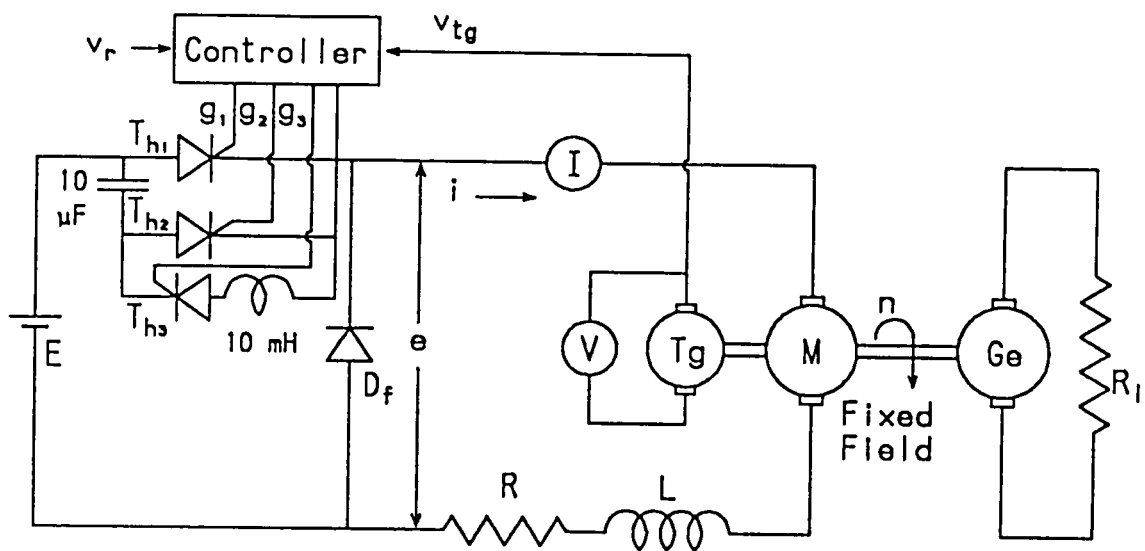 v_r
Controller
v_tg
g_1
g_2
g_3
T_h1
10
μF
T_h2
T_h3
10 mH
E
D_f
e
i
I
V
Tg
M
n
Ge
Fixed
Field
R_l
R
L